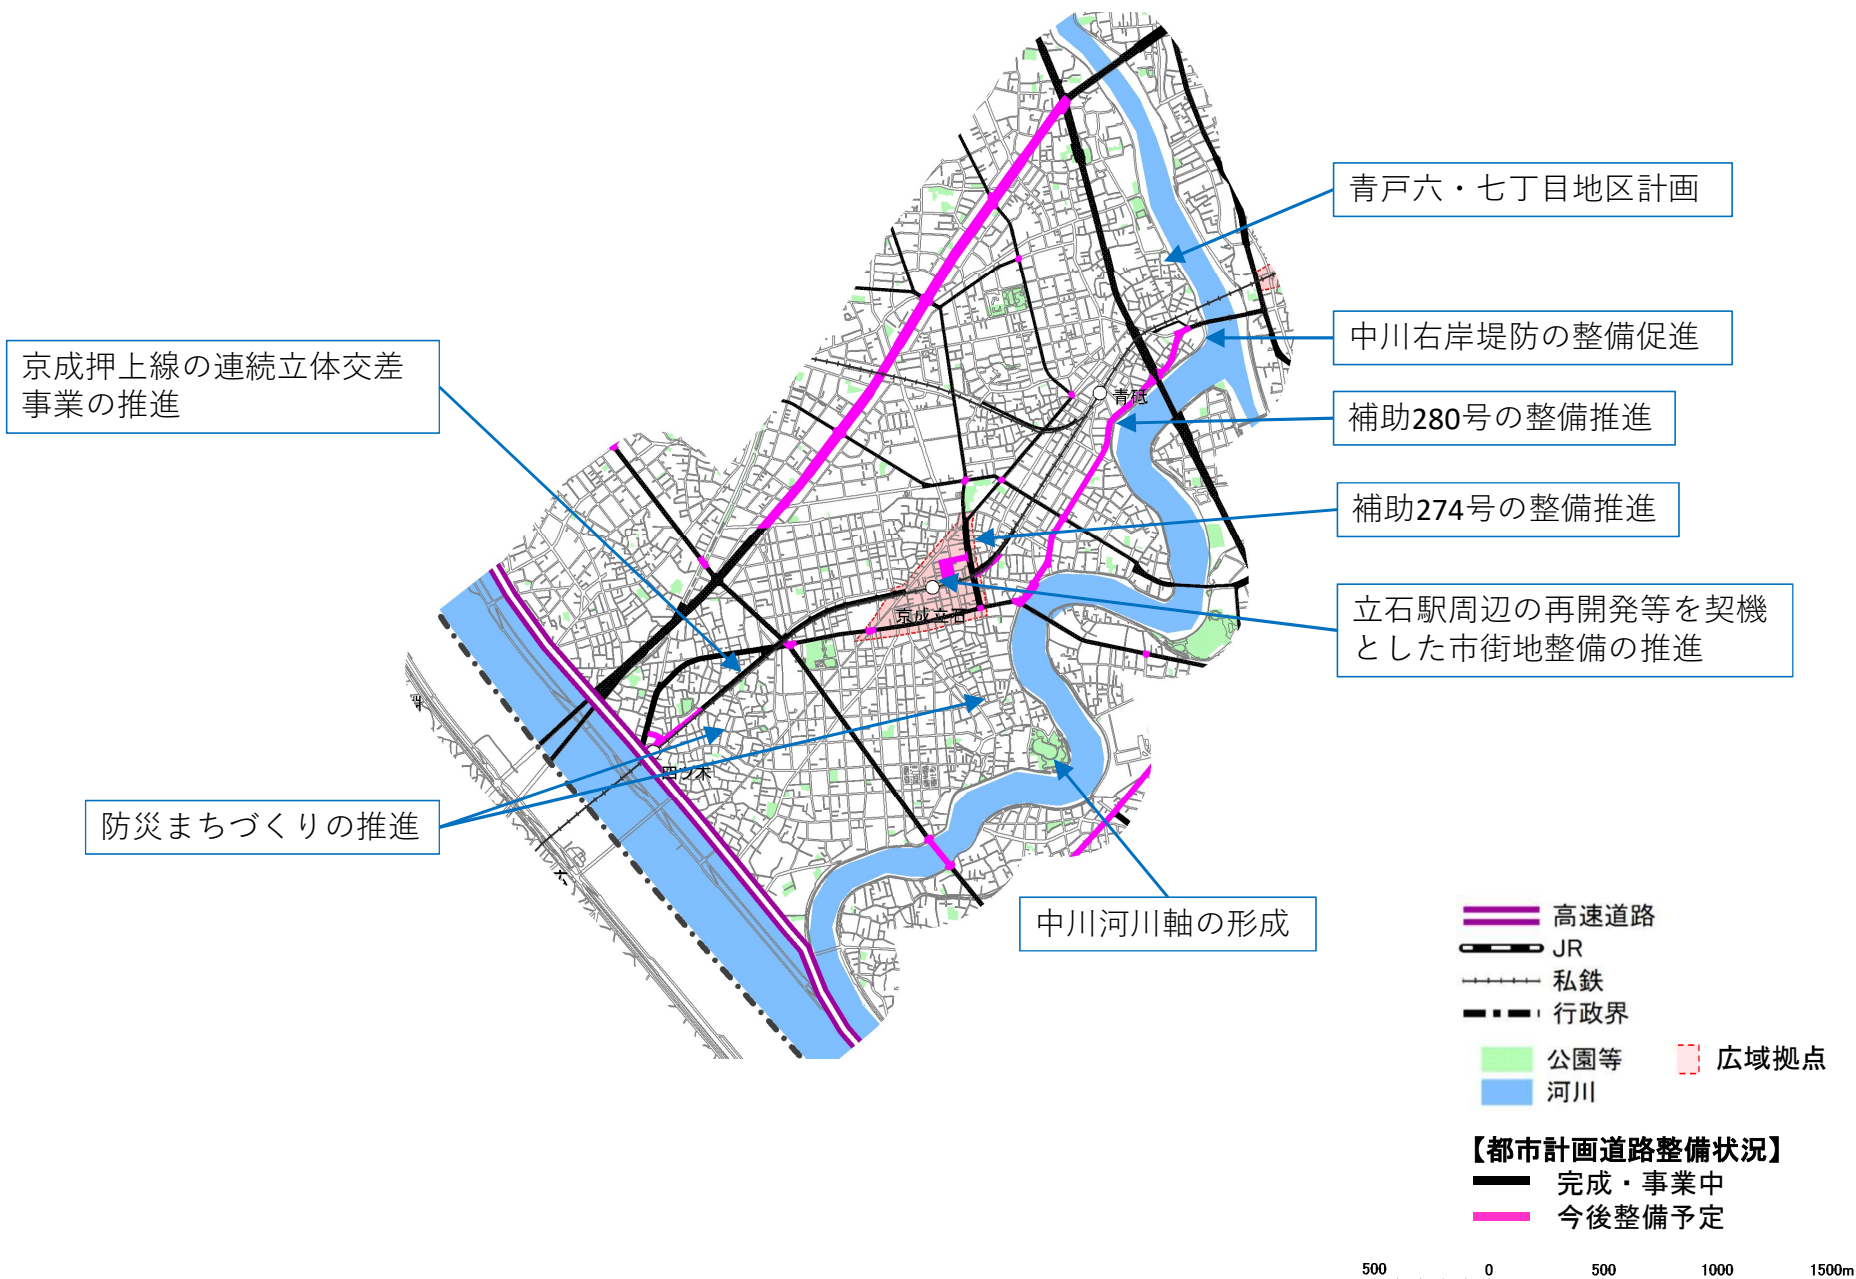 青戸六・七丁目地区計画
中川右岸堤防の整備促進
京成押上線の連続立体交差
事業の推進
青砥
補助280号の整備推進
補助274号の整備推進
京成立石
立石駅周辺の再開発等を契機
とした市街地整備の推進
四ツ木
防災まちづくりの推進
中川河川軸の形成
高速道路
JR
私鉄
行政界
公園等
広域拠点
河川
【都市計画道路整備状況】
完成・事業中
今後整備予定
500 0 500 1000 1500m